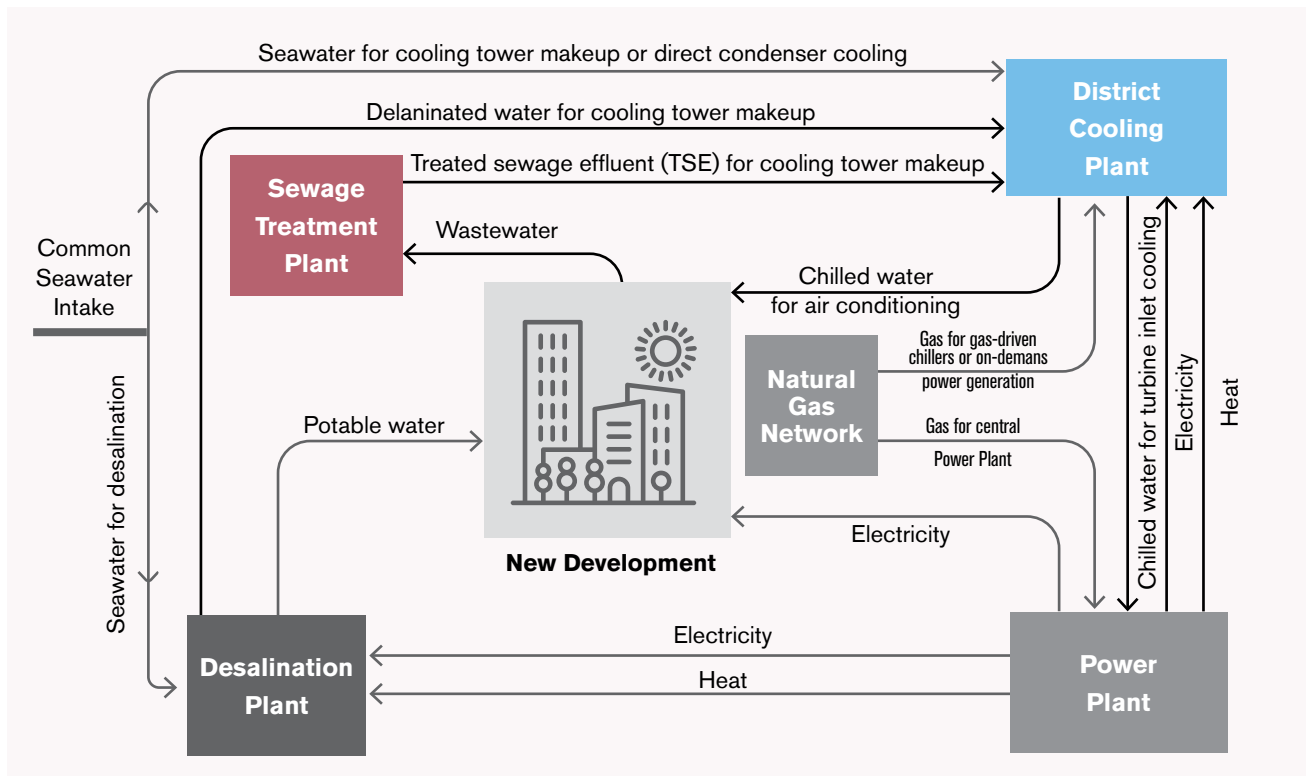 Seawater for cooling tower makeup or direct condenser cooling
District
Cooling
Plant
Delaninated water for cooling tower makeup
Treated sewage effluent (TSE) for cooling tower makeup
Sewage
Treatment
Plant
Wastewater
Common
Seawater
Intake
Chilled water
for air conditioning
Gas for gas-driven
chillers or on-demans
power generation
Natural
Gas
Network
Gas for central
Power Plant
Chilled water for turbine inlet cooling
Electricity
Heat
Seawater for desalination
Potable water
New Development
Electricity
Desalination
Plant
Electricity
Heat
Power
Plant